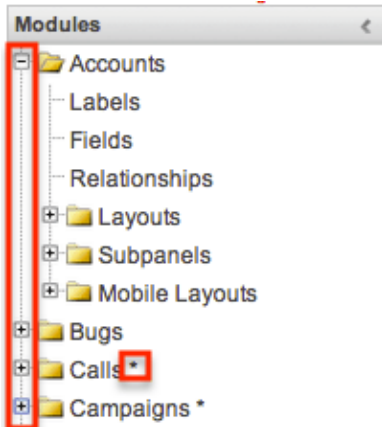 Modules
Accounts
Labels
Fields
Relationships
Layouts
Subpanels
Mobile Layouts
Bugs
Calls *
Campaigns *